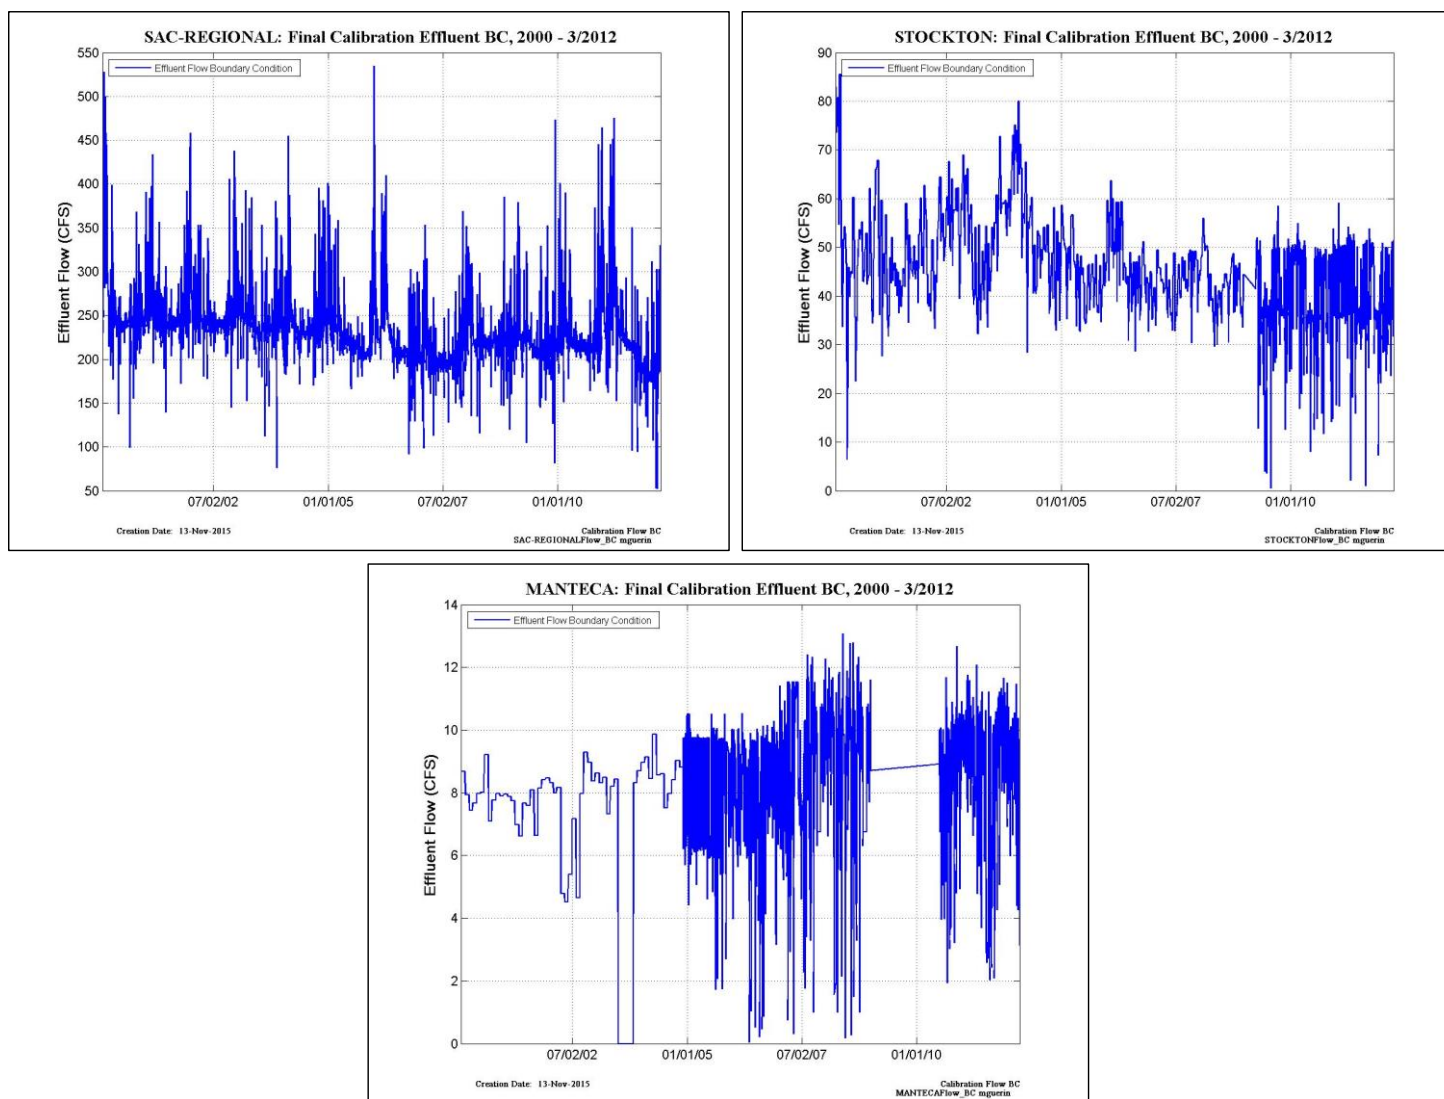 SAC-REGIONAL: Final Calibration Effluent BC, 2000 - 3/2012
Effluent Flow Boundary Condition
Effluent Flow (CFS)
550
500
450
400
350
300
250
200
150
100
50
07/02/02 01/01/05 07/02/07 01/01/10
Creation Date: 13-Nov-2015
Calibration Flow BC
SAC-REGIONALFlow_BC mguerin
STOCKTON: Final Calibration Effluent BC, 2000 - 3/2012
Effluent Flow Boundary Condition
Effluent Flow (CFS)
90
80
70
60
50
40
30
20
10
0
07/02/02 01/01/05 07/02/07 01/01/10
Creation Date: 13-Nov-2015
Calibration Flow BC
STOCKTONFlow_BC mguerin
MANTECA: Final Calibration Effluent BC, 2000 - 3/2012
Effluent Flow Boundary Condition
Effluent Flow (CFS)
14
12
10
8
6
4
2
0
07/02/02 01/01/05 07/02/07 01/01/10
Creation Date: 13-Nov-2015
Calibration Flow BC
MANTECAFlow_BC mguerin